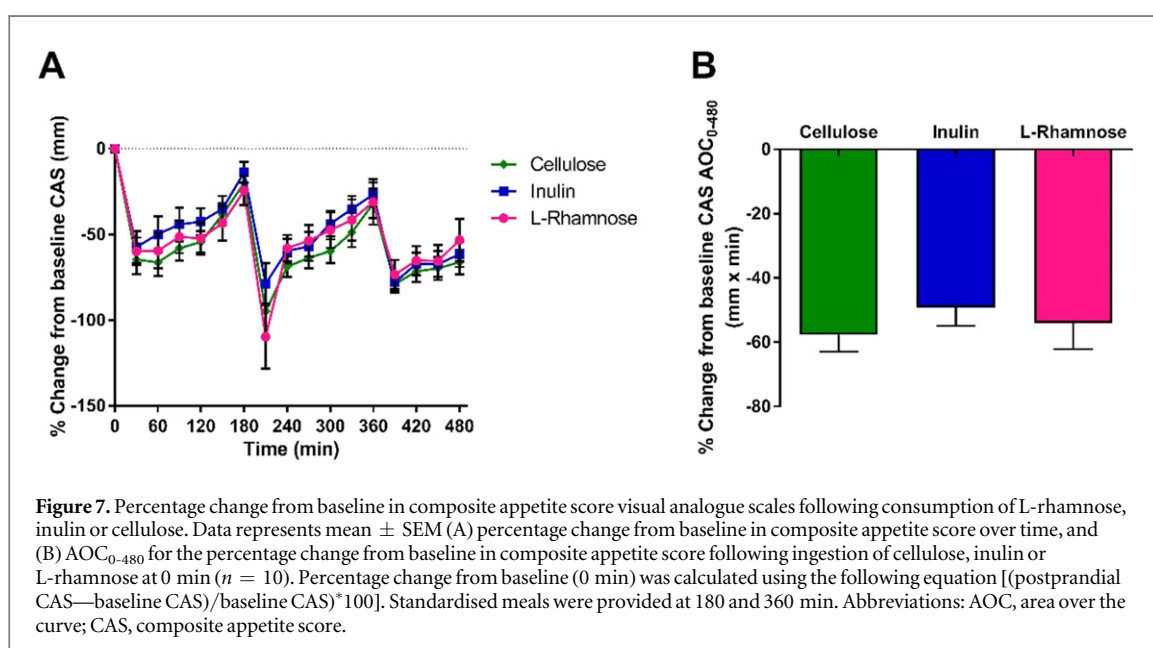 A
% Change from baseline CAS (mm)
0
-50
-100
-150
0 60 120 180 240 300 360 420 480
Time (min)
Cellulose
Inulin
L-Rhamnose
B
% Change from baseline CAS AOC0-480
(mm x min)
Cellulose Inulin L-Rhamnose
0
-20
-40
-60
-80
Figure 7. Percentage change from baseline in composite appetite score visual analogue scales following consumption of L-rhamnose,
inulin or cellulose. Data represents mean ± SEM (A) percentage change from baseline in composite appetite score over time, and
(B) AOC0-480 for the percentage change from baseline in composite appetite score following ingestion of cellulose, inulin or
L-rhamnose at 0 min (n = 10). Percentage change from baseline (0 min) was calculated using the following equation [(postprandial
CAS—baseline CAS)/baseline CAS)*100]. Standardised meals were provided at 180 and 360 min. Abbreviations: AOC, area over the
curve; CAS, composite appetite score.